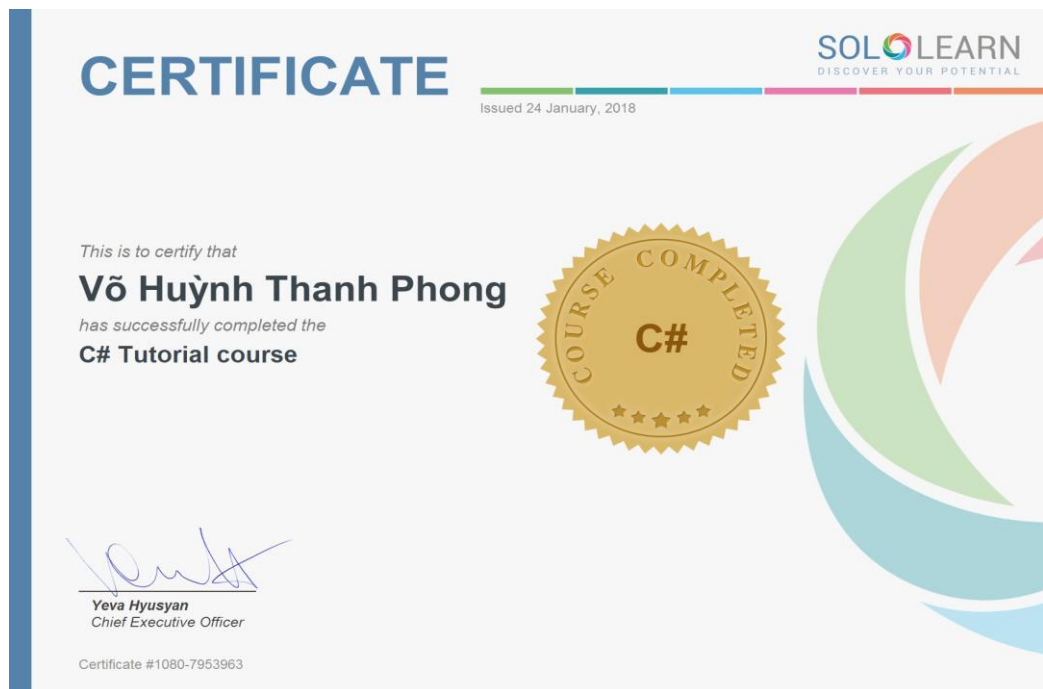 CERTIFICATE
SOLOLEARN
DISCOVER YOUR POTENTIAL
Issued 24 January, 2018
This is to certify that
Võ Huỳnh Thanh Phong
has successfully completed the
C# Tutorial course
COURSE COMPLETED
C#
Yeva Hyusyan
Chief Executive Officer
Certificate #1080-7953963